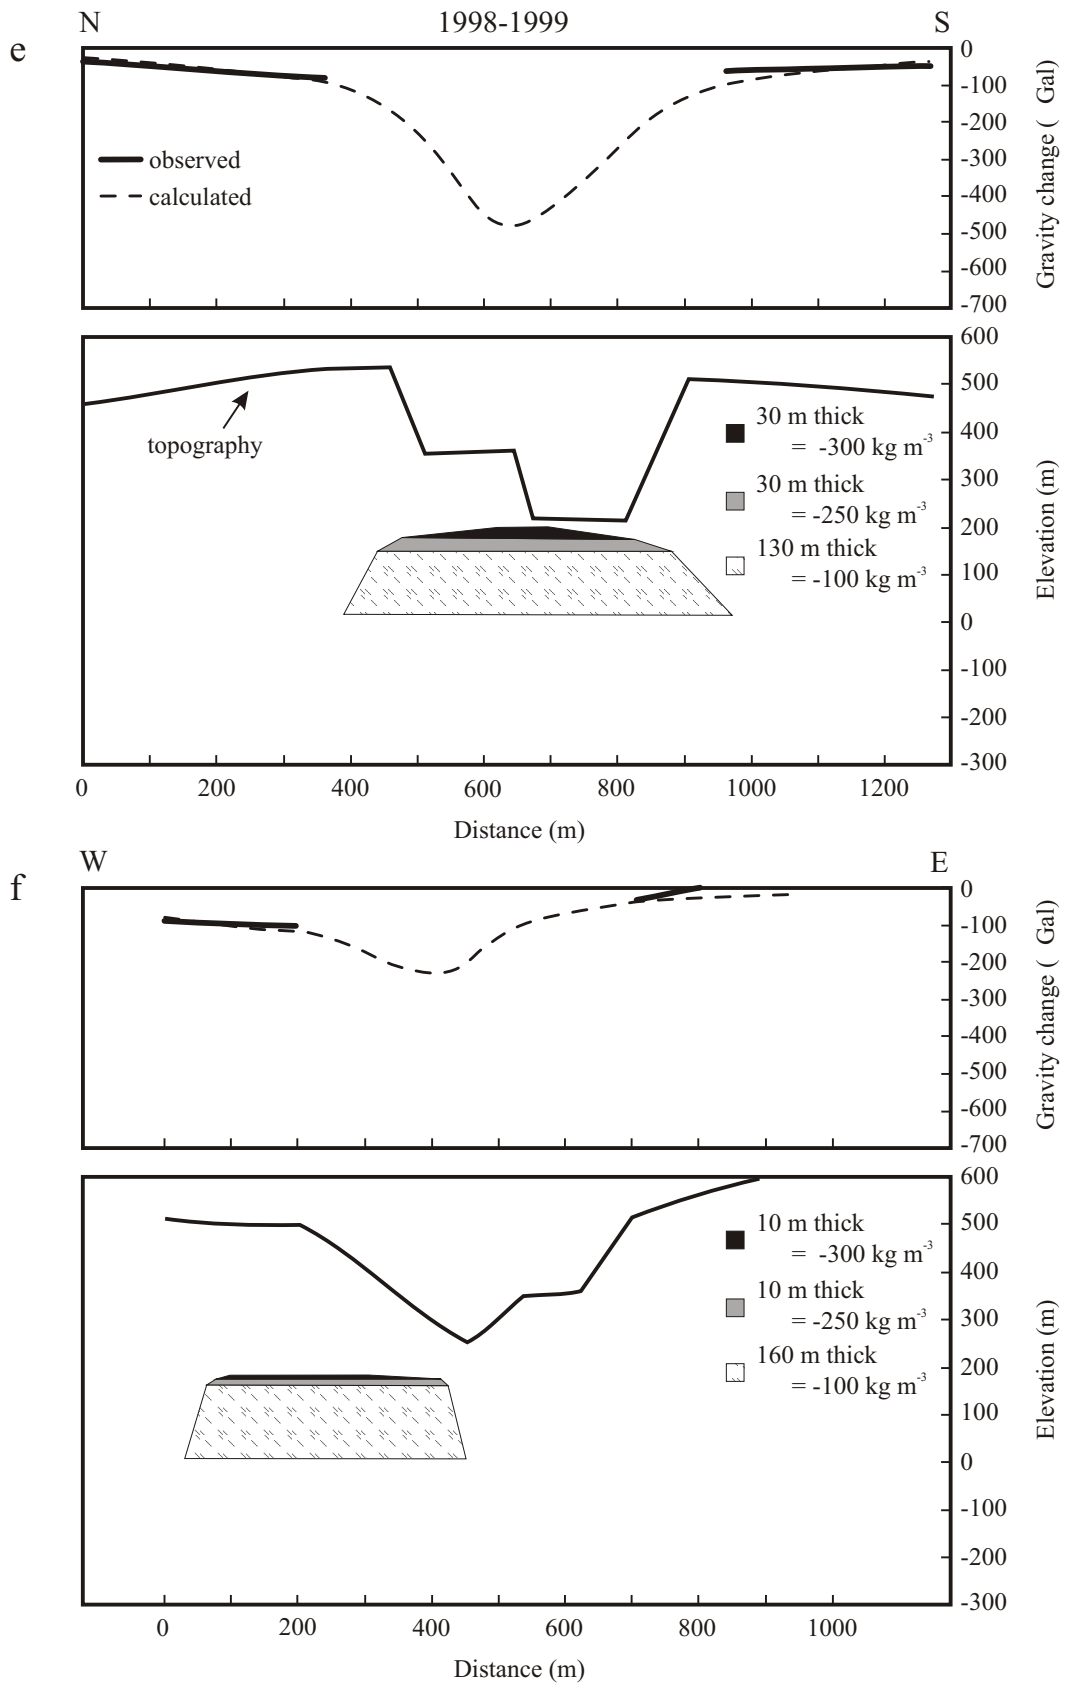 N 1998-1999 S
e
0
-100
-200
-300
-400
-500
-600
-700
Gravity change ( Gal)
observed
calculated
600
500
400
300
200
100
0
-100
-200
-300
Elevation (m)
topography
30 m thick
= -300 kg m-3
30 m thick
= -250 kg m-3
130 m thick
= -100 kg m-3
0 200 400 600 800 1000 1200
Distance (m)
W E
f
0
-100
-200
-300
-400
-500
-600
-700
Gravity change ( Gal)
600
500
400
300
200
100
0
-100
-200
-300
Elevation (m)
10 m thick
= -300 kg m-3
10 m thick
= -250 kg m-3
160 m thick
= -100 kg m-3
0 200 400 600 800 1000
Distance (m)